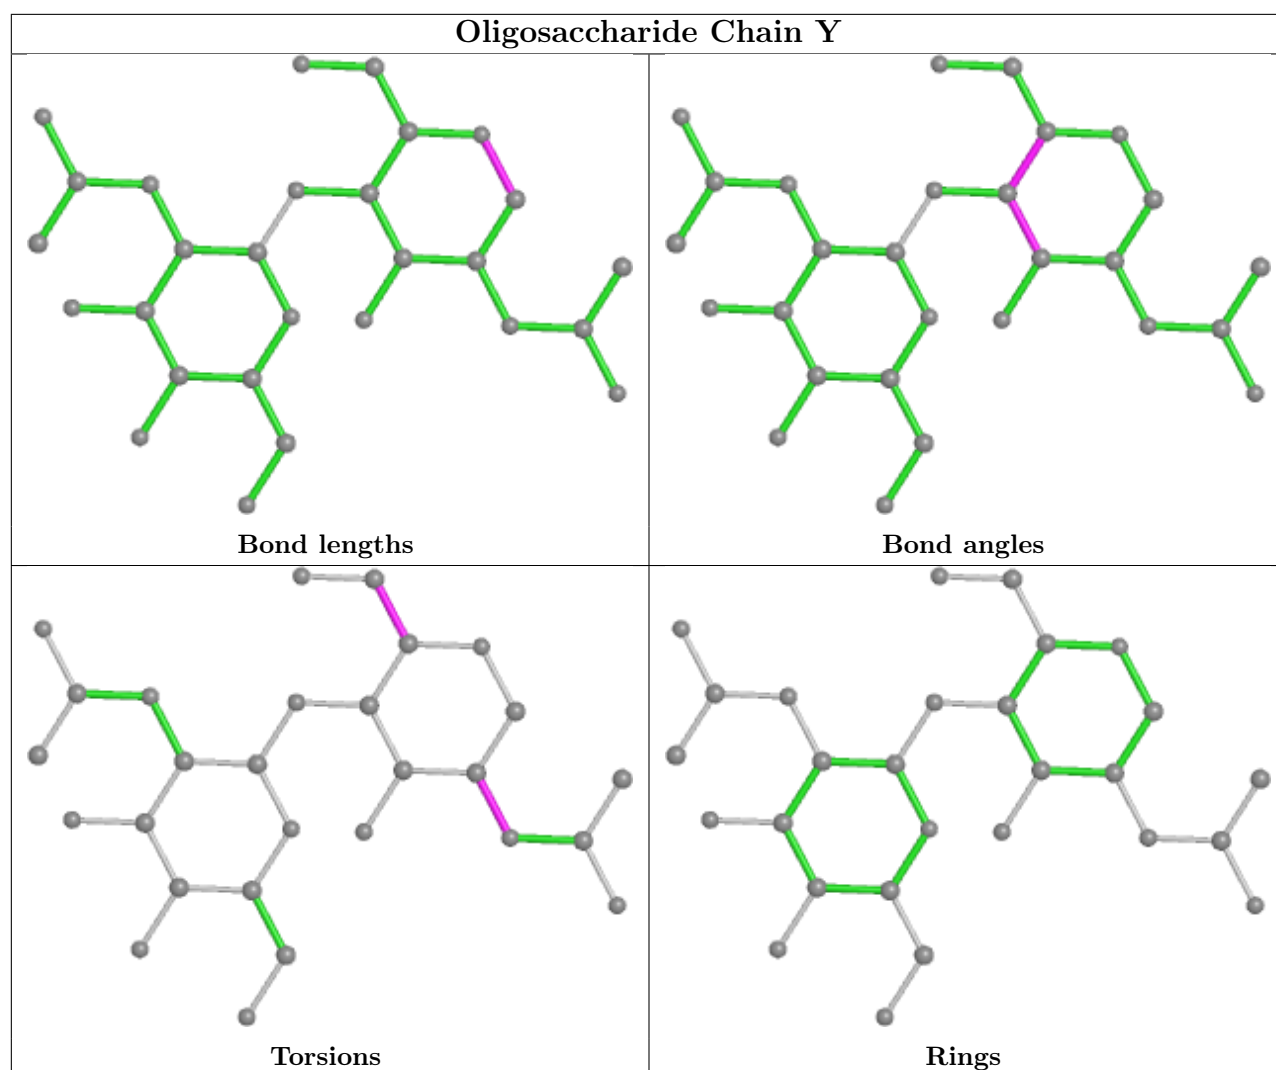 Oligosaccharide Chain Y
Bond lengths
Bond angles
Torsions
Rings